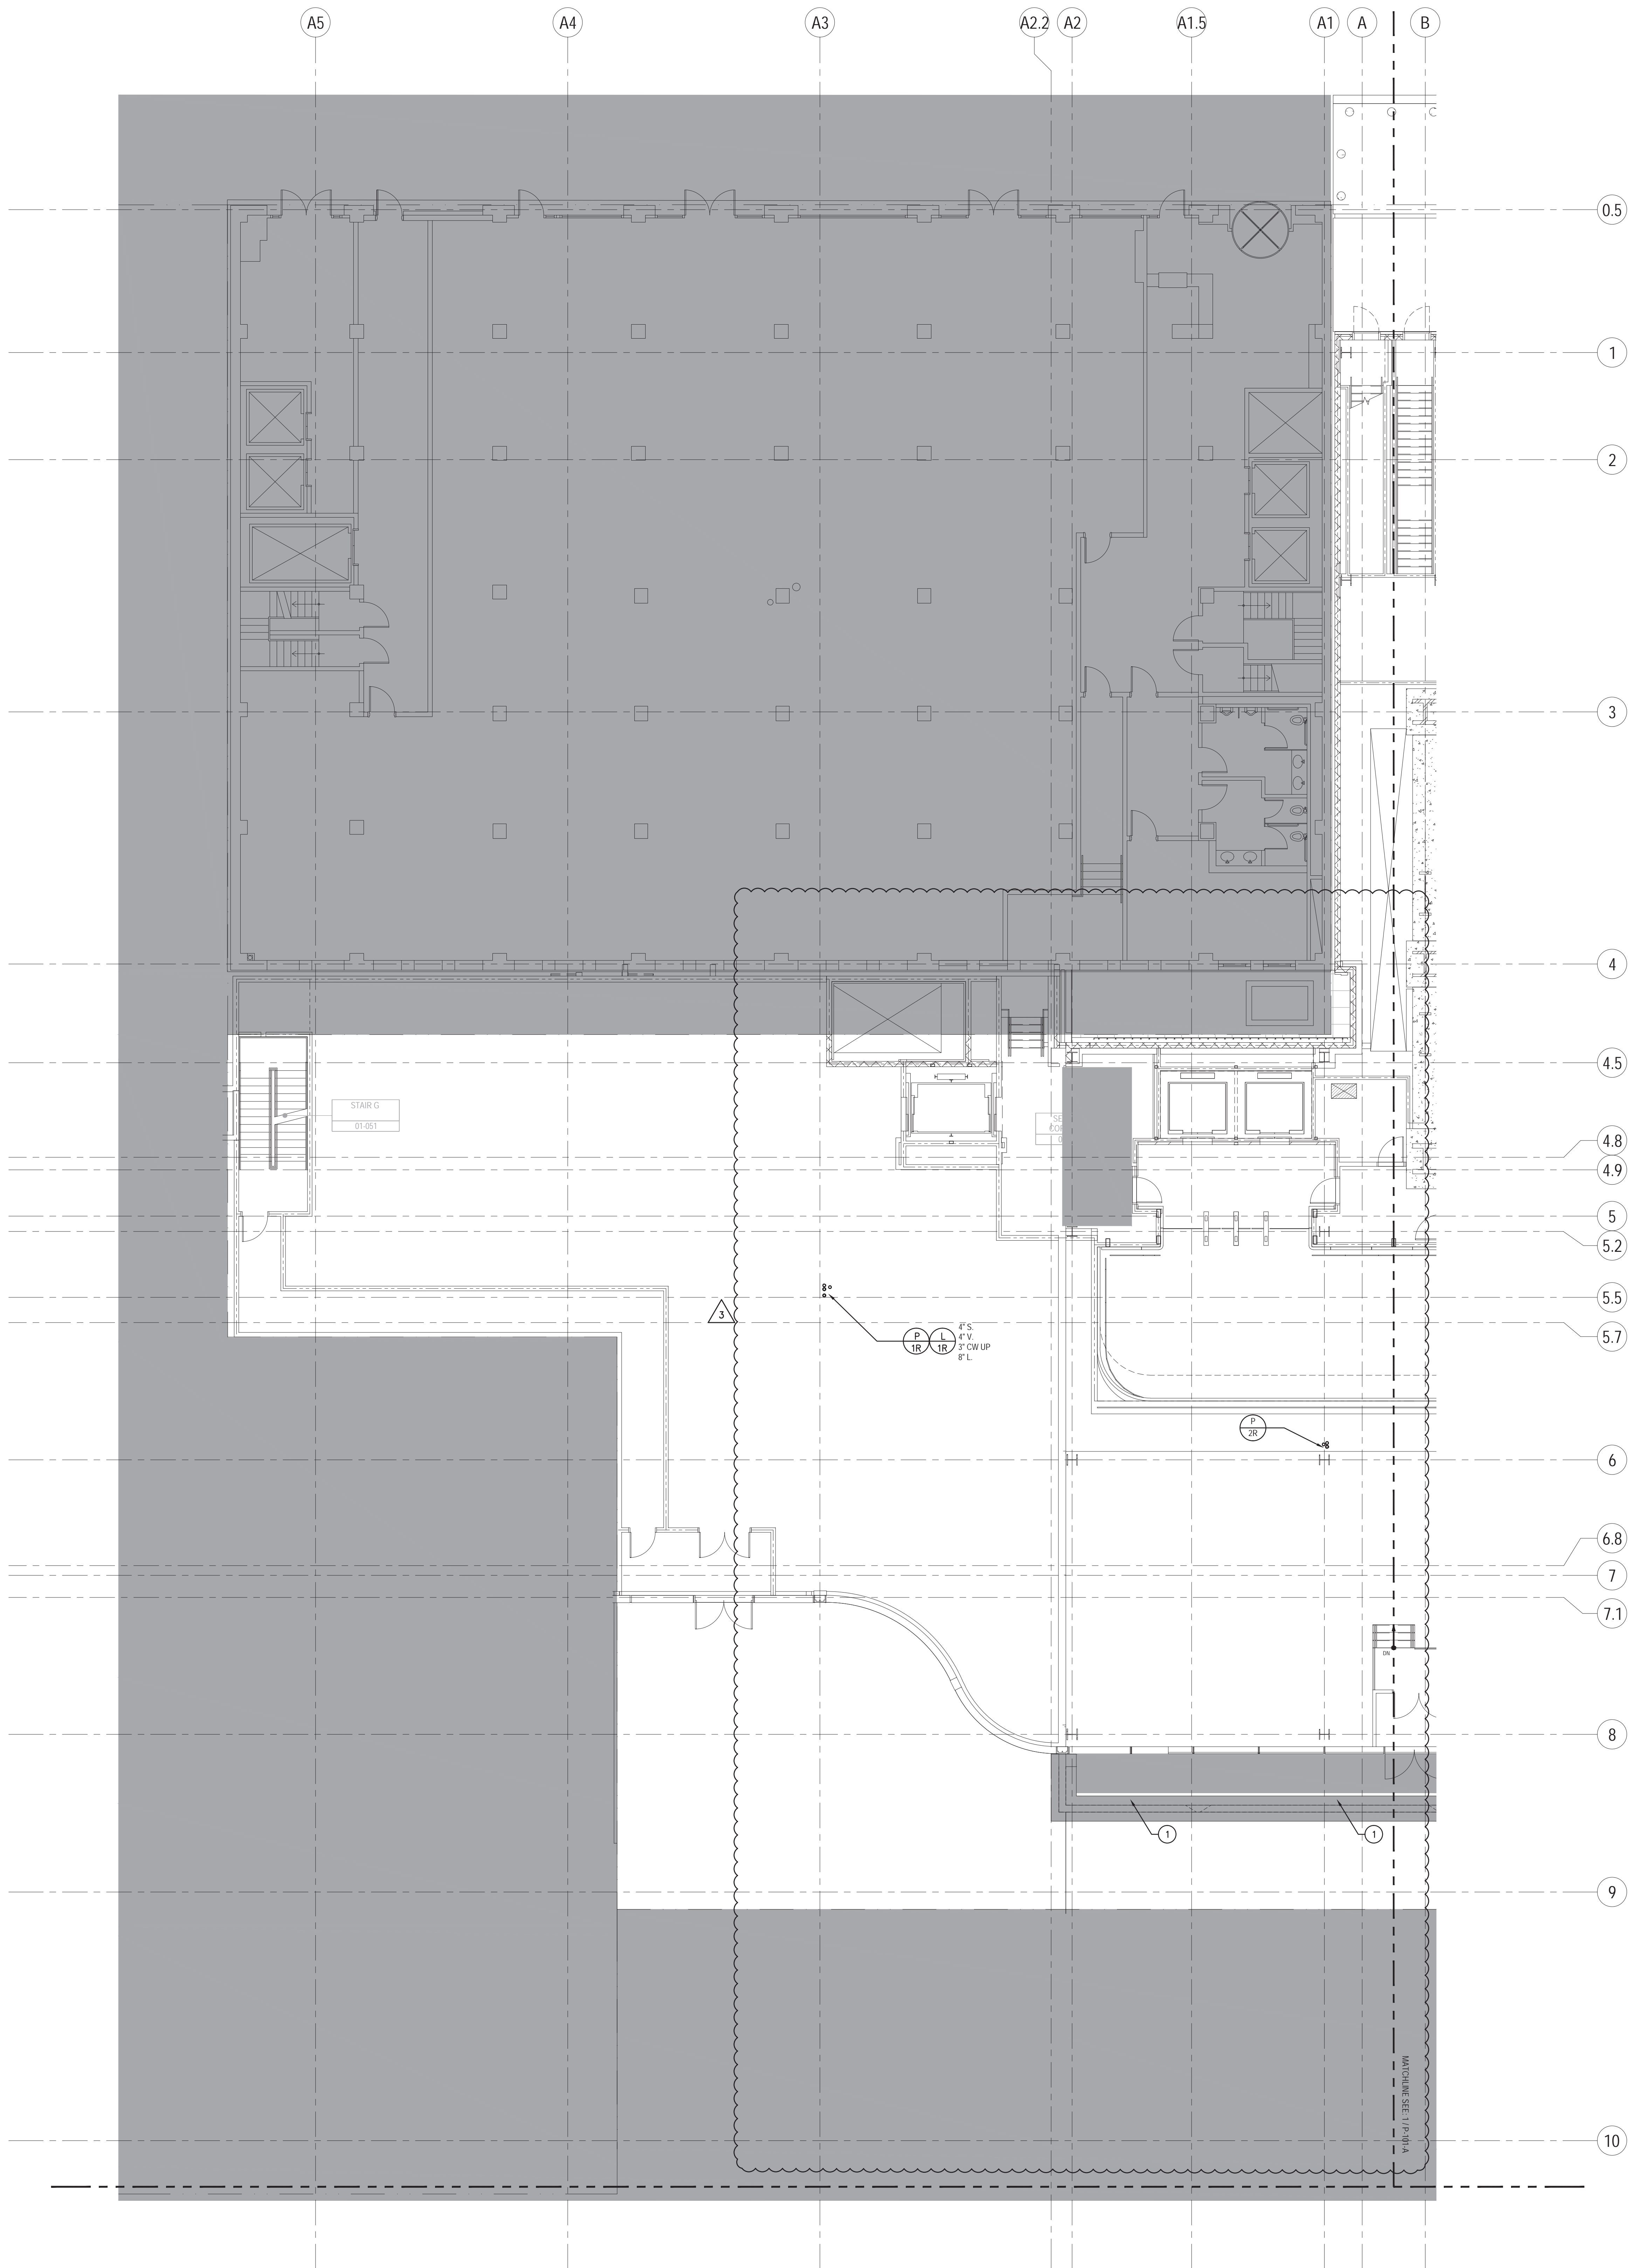 A5
A4
A3
A2.2
A2
A1.5
A1
A
B
0.5
1
2
3
4
4.5
STAIR G
01-051
4.8
4.9
5
5.2
5.5
5.7
3
P
1R
L
1R
4" S.
4" V.
3" CW UP
8" L.
P
2R
6
6.8
7
7.1
DN
8
1
1
9
MATCHLINE SEE: 1 / P-101-A
10